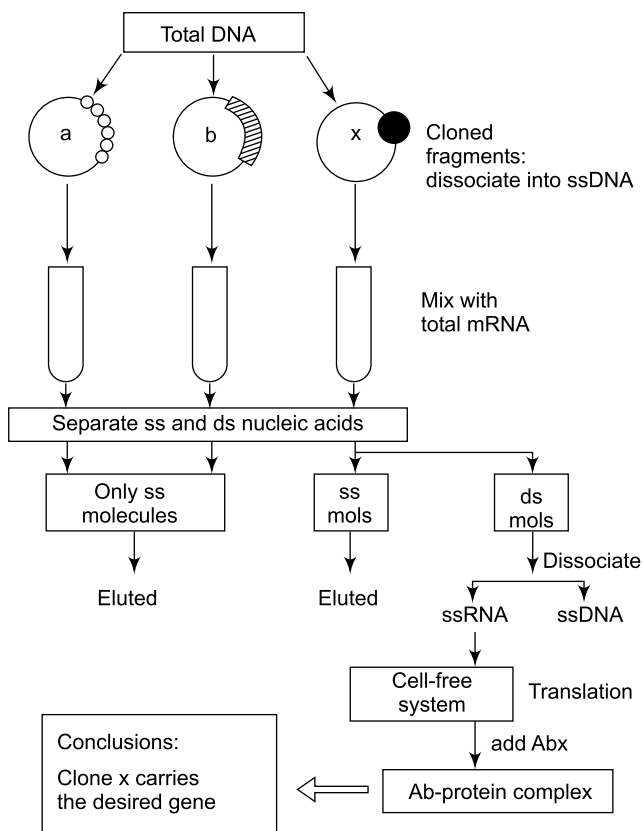 Total DNA
a
b
x
Cloned
fragments:
dissociate into ssDNA
Mix with
total mRNA
Separate ss and ds nucleic acids
Only ss
molecules
ss
mols
ds
mols
Eluted
Eluted
Dissociate
ssRNA
ssDNA
Cell-free
system
Translation
add Abx
Ab-protein complex
Conclusions:
Clone x carries
the desired gene